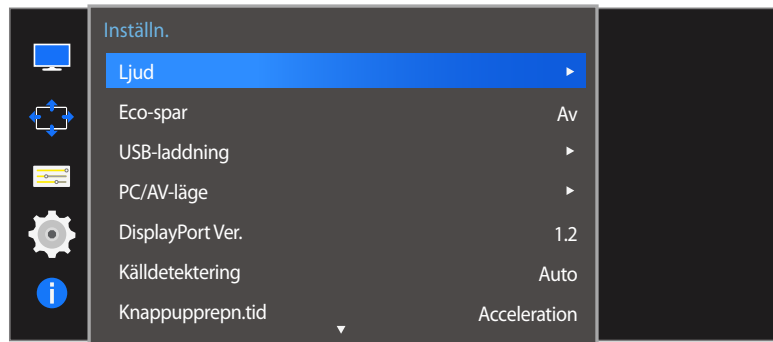 Inställn.
Ljud
Eco-spar Av
USB-laddning
PC/AV-läge
DisplayPort Ver. 1.2
Källdetektering Auto
Knappupprepn.tid Acceleration